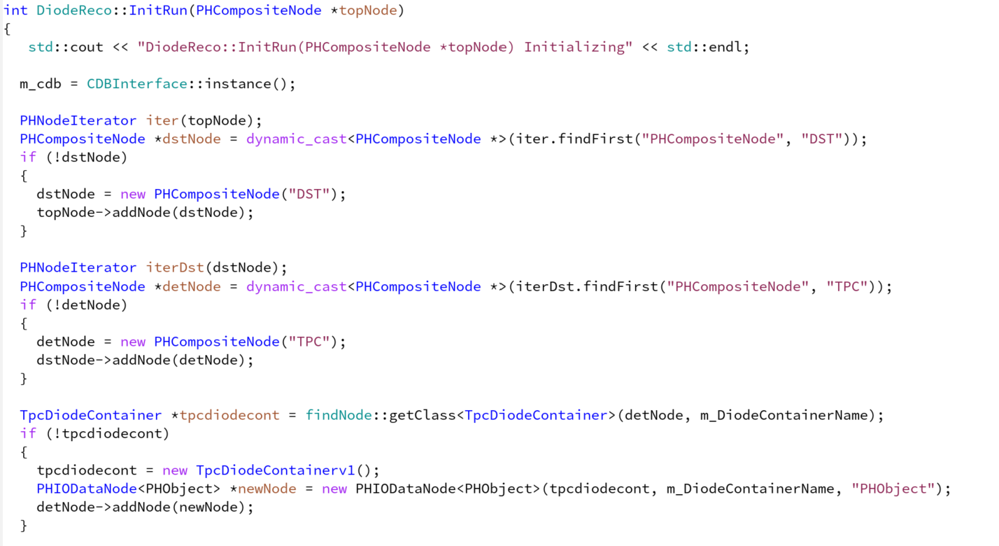 int DiodeReco::InitRun(PHCompositeNode *topNode)
{
   std::cout << "DiodeReco::InitRun(PHCompositeNode *topNode) Initializing" << std::endl;

  m_cdb = CDBInterface::instance();

  PHNodeIterator iter(topNode);
  PHCompositeNode *dstNode = dynamic_cast<PHCompositeNode *>(iter.findFirst("PHCompositeNode", "DST"));
  if (!dstNode)
  {
    dstNode = new PHCompositeNode("DST");
    topNode->addNode(dstNode);
  }

  PHNodeIterator iterDst(dstNode);
  PHCompositeNode *detNode = dynamic_cast<PHCompositeNode *>(iterDst.findFirst("PHCompositeNode", "TPC"));
  if (!detNode)
  {
    detNode = new PHCompositeNode("TPC");
    dstNode->addNode(detNode);
  }

  TpcDiodeContainer *tpcdiodecont = findNode::getClass<TpcDiodeContainer>(detNode, m_DiodeContainerName);
  if (!tpcdiodecont)
  {
    tpcdiodecont = new TpcDiodeContainerv1();
    PHIODataNode<PHObject> *newNode = new PHIODataNode<PHObject>(tpcdiodecont, m_DiodeContainerName, "PHObject");
    detNode->addNode(newNode);
  }